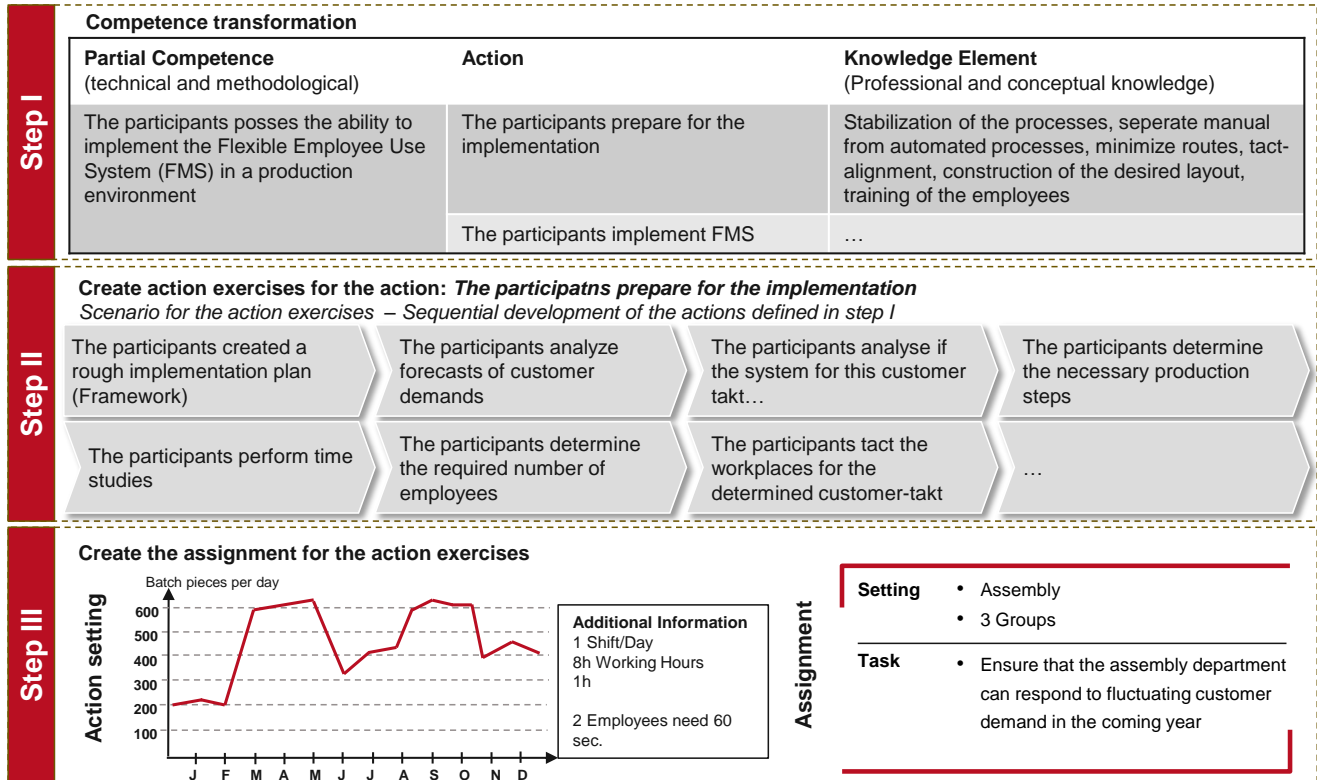 Step I
Competence transformation
Partial Competence
(technical and methodological)
Action
Knowledge Element
(Professional and conceptual knowledge)
The participants posses the ability to
implement the Flexible Employee Use
System (FMS) in a production
environment
The participants prepare for the
implementation
Stabilization of the processes, seperate manual
from automated processes, minimize routes, tact-
alignment, construction of the desired layout,
training of the employees
The participants implement FMS
…
Step II
Create action exercises for the action: The participatns prepare for the implementation
Scenario for the action exercises – Sequential development of the actions defined in step I
The participants created a
rough implementation plan
(Framework)
The participants analyze
forecasts of customer
demands
The participants analyse if
the system for this customer
takt…
The participants determine
the necessary production
steps
The participants perform time
studies
The participants determine
the required number of
employees
The participants tact the
workplaces for the
determined customer-takt
…
Step III
Create the assignment for the action exercises
Action setting
Batch pieces per day
600
500
400
300
200
100
J F M A M J J A S O N D
Additional Information
1 Shift/Day
8h Working Hours
1h
2 Employees need 60
sec.
Assignment
Setting
• Assembly
• 3 Groups
Task
• Ensure that the assembly department
can respond to fluctuating customer
demand in the coming year